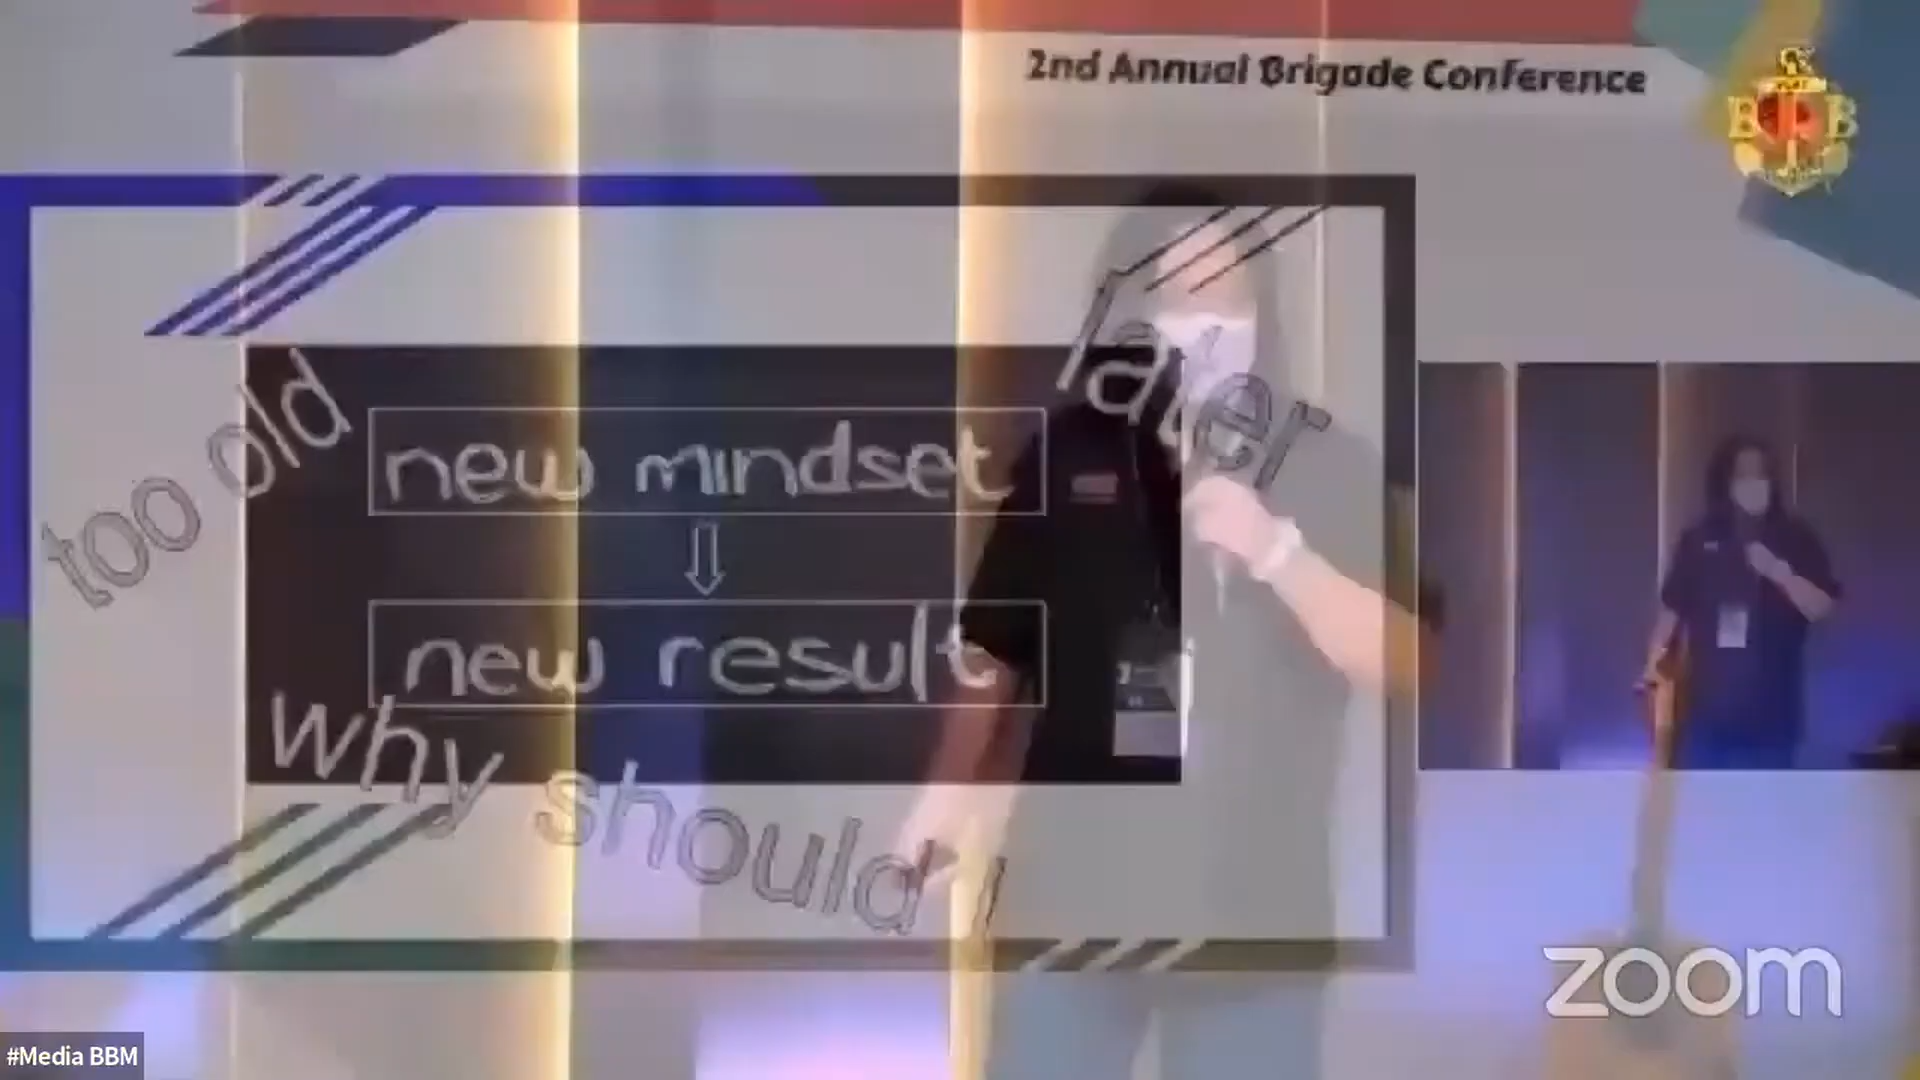 2nd Annual Brigade Conference
B B
too old
later
new mindset
new result
why should I
zoom
#Media BBM